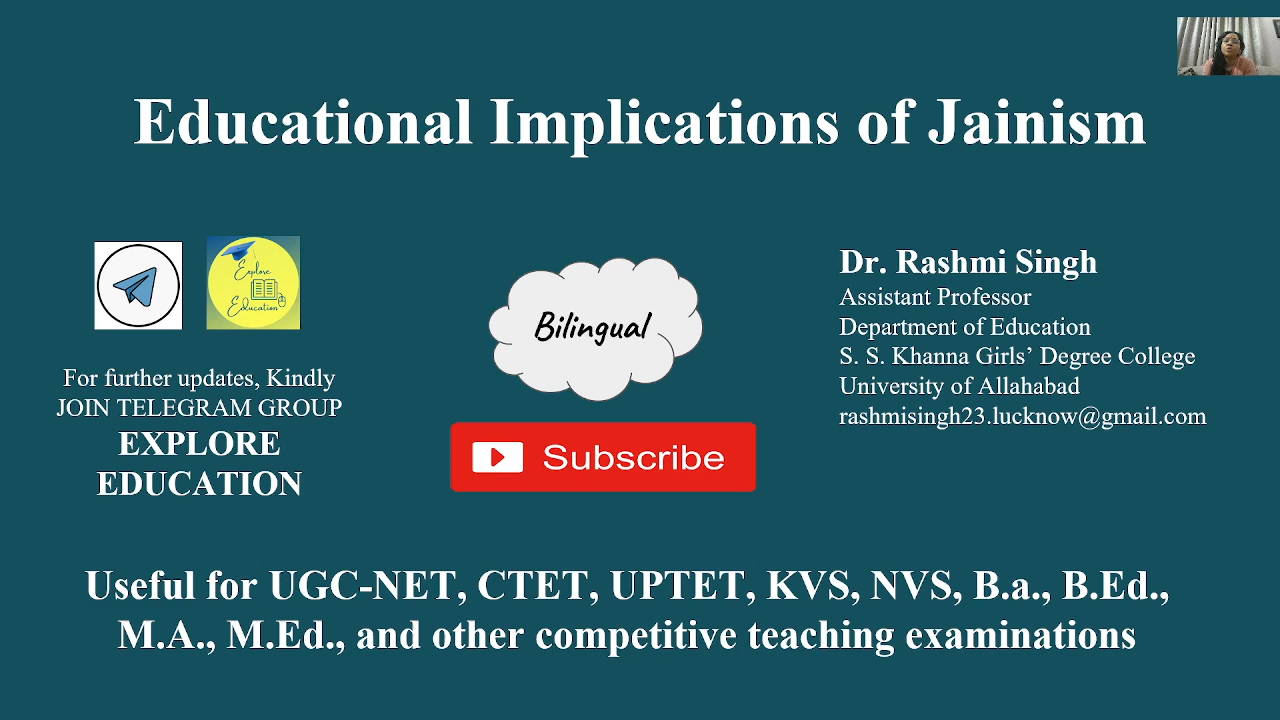 Educational Implications of Jainism
Explore
Education
For further updates, Kindly
JOIN TELEGRAM GROUP
EXPLORE
EDUCATION
Bilingual
Subscribe
Dr. Rashmi Singh
Assistant Professor
Department of Education
S. S. Khanna Girls’ Degree College
University of Allahabad
rashmisingh23.lucknow@gmail.com
Useful for UGC-NET, CTET, UPTET, KVS, NVS, B.a., B.Ed.,
M.A., M.Ed., and other competitive teaching examinations